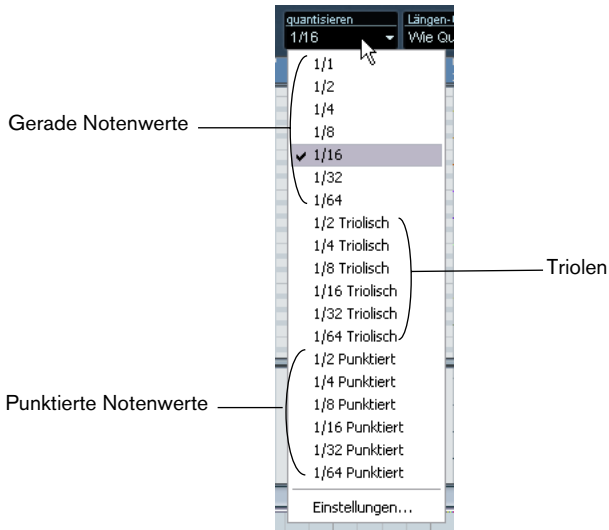 quantisieren
1/16
Längen-
Wie Qu
1/1
1/2
1/4
1/8
1/16
1/32
1/64
1/2 Triolisch
1/4 Triolisch
1/8 Triolisch
1/16 Triolisch
1/32 Triolisch
1/64 Triolisch
1/2 Punktiert
1/4 Punktiert
1/8 Punktiert
1/16 Punktiert
1/32 Punktiert
1/64 Punktiert
Einstellungen...
Gerade Notenwerte
Triolen
Punktierte Notenwerte